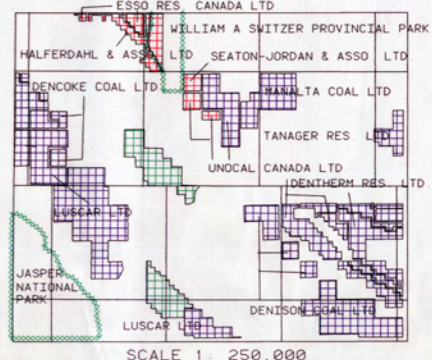 ESSO RES. CANADA LTD
WILLIAM A SWITZER PROVINCIAL PARK
HALFERDAHL & ASSO LTD
SEATON-JORDAN & ASSO LTD
DENCOKE COAL LTD
MANALTA COAL LTD
TANAGER RES. LTD
UNOCAL CANADA LTD
DENTHERM RES. LTD
LUSCAR LTD
JASPER
NATIONAL
PARK
DENISON COAL LTD
LUSCAR LTD
SCALE 1: 250,000